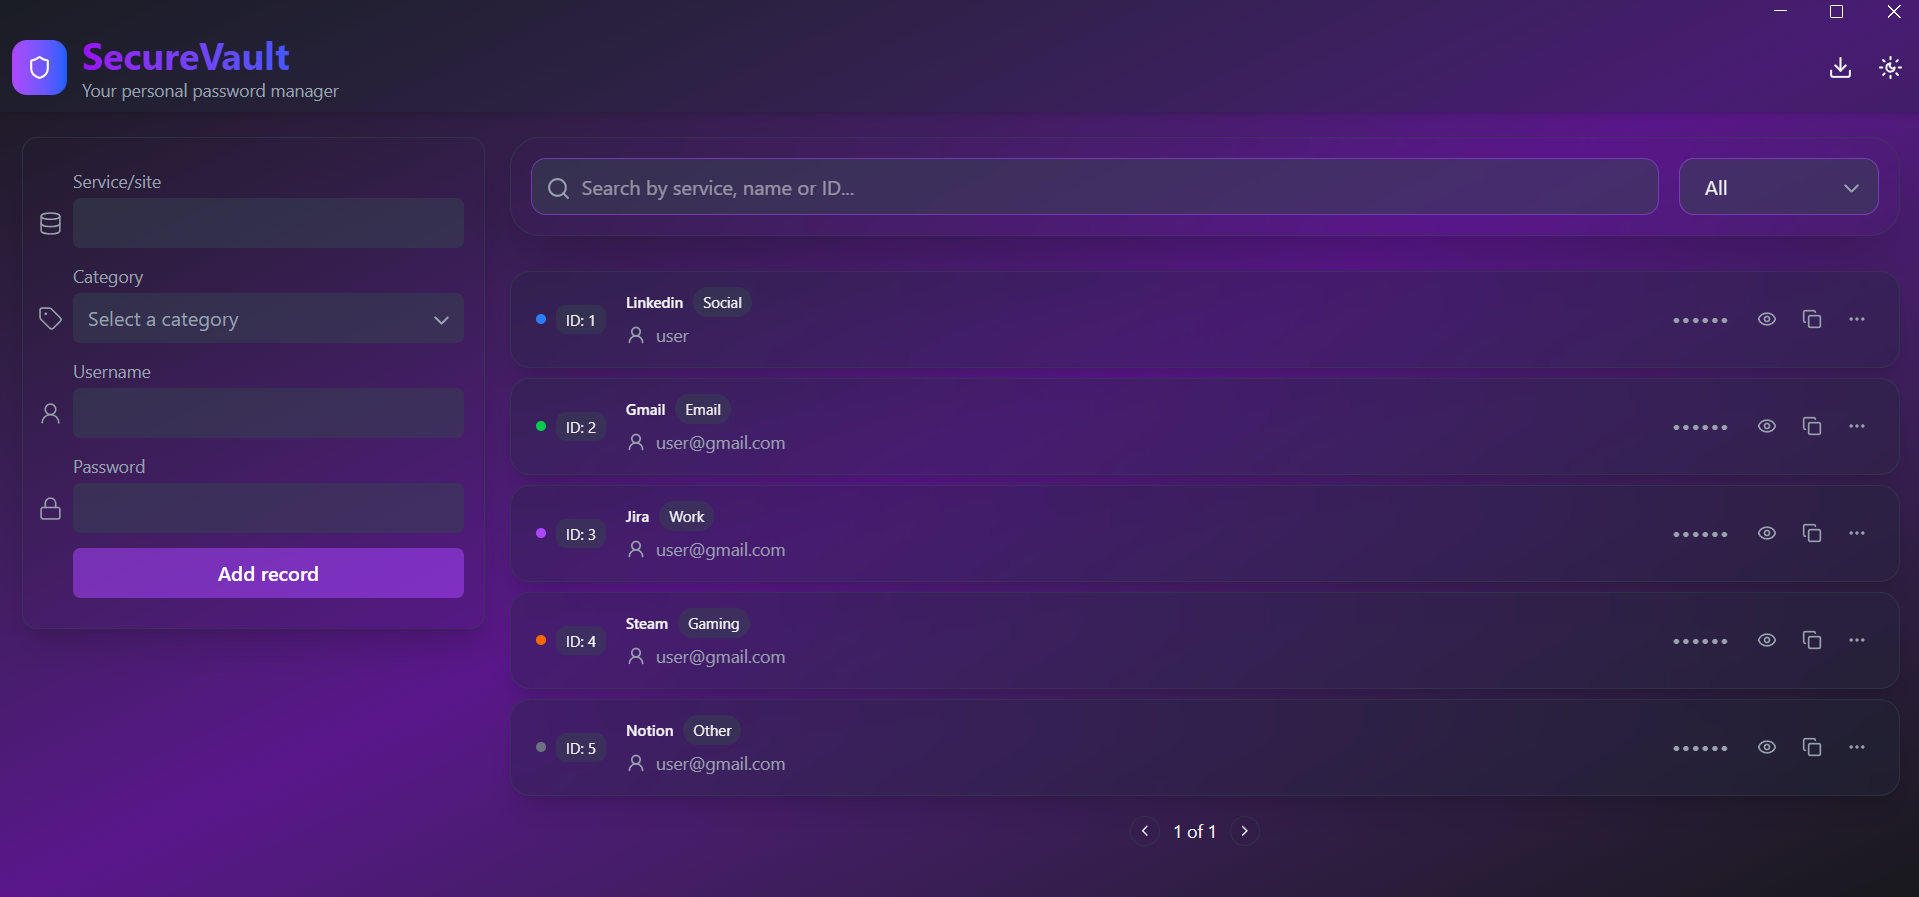 SecureVault
Your personal password manager
Service/site
Category
Select a category
Username
Password
Add record
Search by service, name or ID...
All
ID: 1
Linkedin
Social
user
••••••
ID: 2
Gmail
Email
user@gmail.com
••••••
ID: 3
Jira
Work
user@gmail.com
••••••
ID: 4
Steam
Gaming
user@gmail.com
••••••
ID: 5
Notion
Other
user@gmail.com
••••••
1 of 1